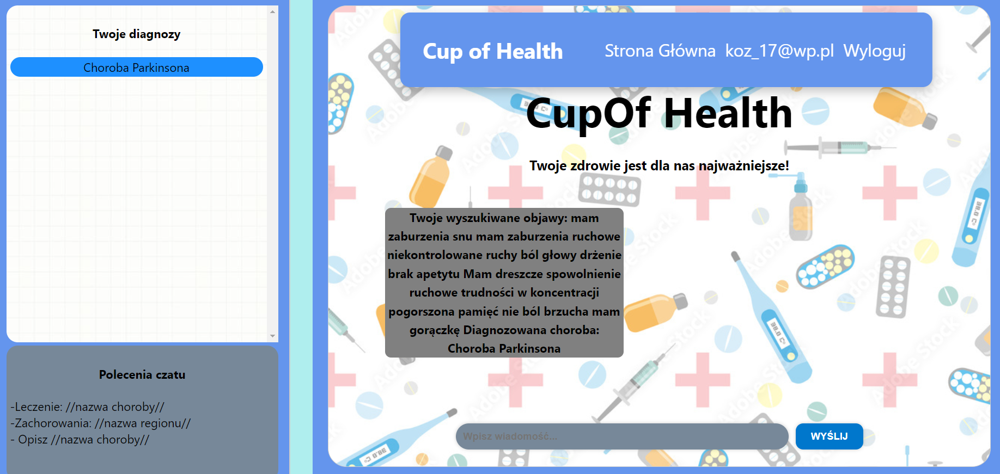 Twoje diagnozy
Choroba Parkinsona
Polecenia czatu
-Leczenie: //nazwa choroby//
-Zachorowania: //nazwa regionu//
- Opisz //nazwa choroby//
Cup of Health
Strona Główna koz_17@wp.pl Wyloguj
CupOf Health
Twoje zdrowie jest dla nas najważniejsze!
Twoje wyszukiwane objawy: mam
zaburzenia snu mam zaburzenia ruchowe
niekontrolowane ruchy ból głowy drżenie
brak apetytu Mam dreszcze spowolnienie
ruchowe trudności w koncentracji
pogorszona pamięć nie ból brzucha mam
gorączkę Diagnozowana choroba:
Choroba Parkinsona
Wpisz wiadomość...
WYŚLIJ
Adobe Stock